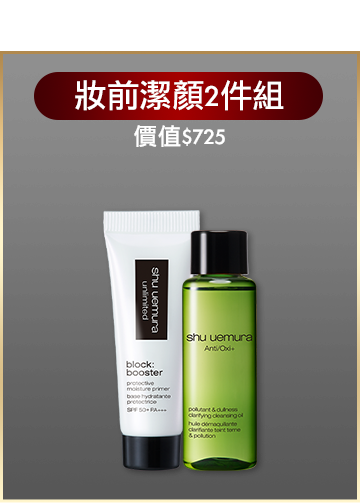 妝前潔顏2件組
價值$725
shu uemura
unlimited
block:
booster
protective
moisture primer
base hydratante
protectrice
SPF 50+ PA+++
shu uemura
Anti/Oxi+
pollutant & dullness
clarifying cleansing oil
huile démaquillante
clarifiante teint terne
& pollution